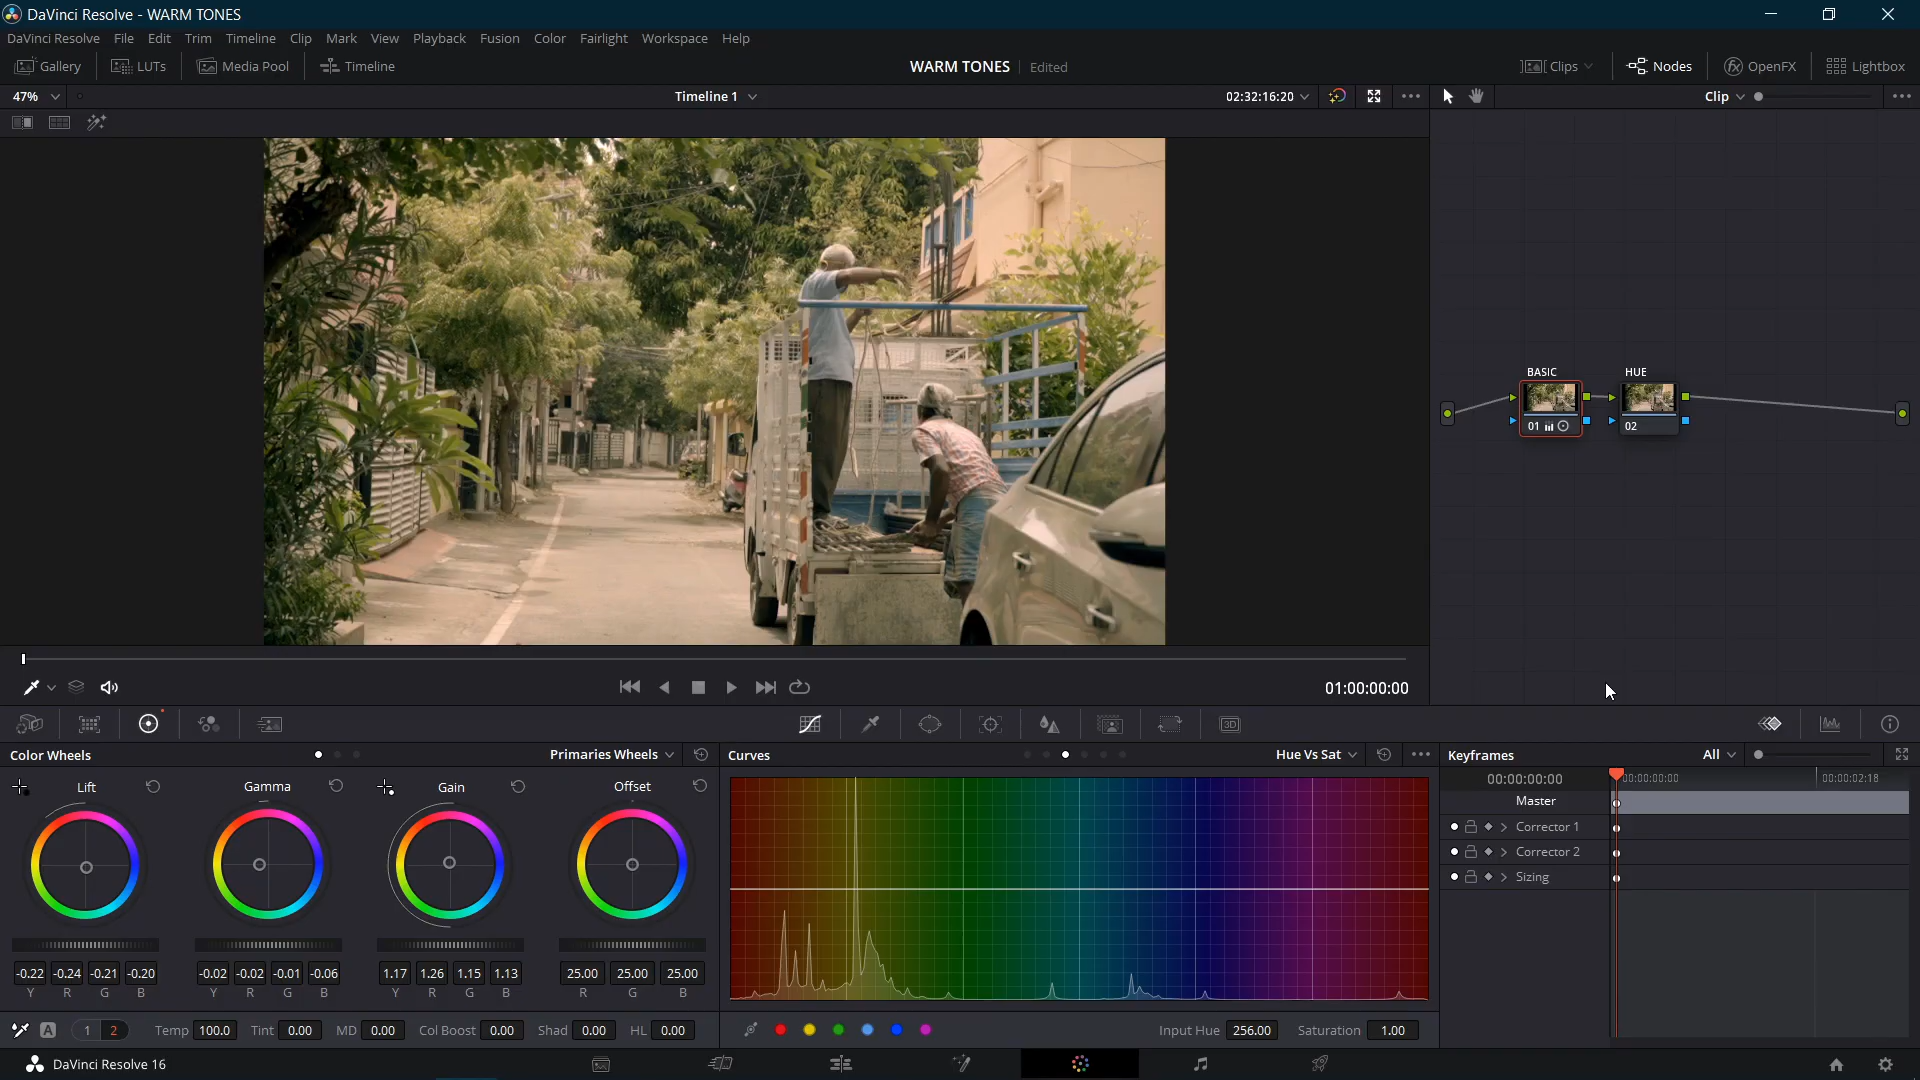 DaVinci Resolve - WARM TONES
DaVinci Resolve File Edit Trim Timeline Clip Mark View Playback Fusion Color Fairlight Workspace Help
Gallery LUTs Media Pool Timeline WARM TONES Edited Clips Nodes fx OpenFX Lightbox
47% Timeline 1 02:32:16:20 Clip
BASIC HUE
01 02
01:00:00:00
3D
Color Wheels Primaries Wheels Curves Hue Vs Sat Keyframes All
Lift Gamma Gain Offset 00:00:00:00 00:00:00:00 00:00:02:18
Master
Corrector 1
Corrector 2
Sizing
-0.22 -0.24 -0.21 -0.20 -0.02 -0.02 -0.01 -0.06 1.17 1.26 1.15 1.13 25.00 25.00 25.00
Y R G B Y R G B Y R G B R G B
A 1 2 Temp 100.0 Tint 0.00 MD 0.00 Col Boost 0.00 Shad 0.00 HL 0.00 Input Hue 256.00 Saturation 1.00
DaVinci Resolve 16